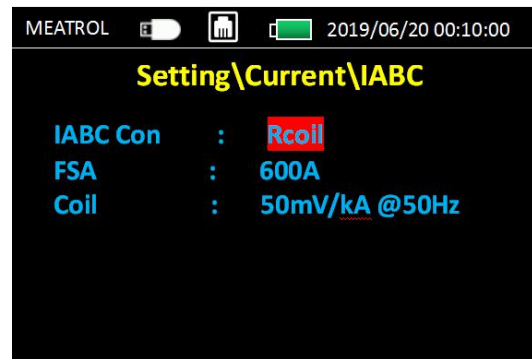 MEATROL 2019/06/20 00:10:00
Setting\Current\IABC
IABC Con : Rcoil
FSA : 600A
Coil : 50mV/kA @50Hz